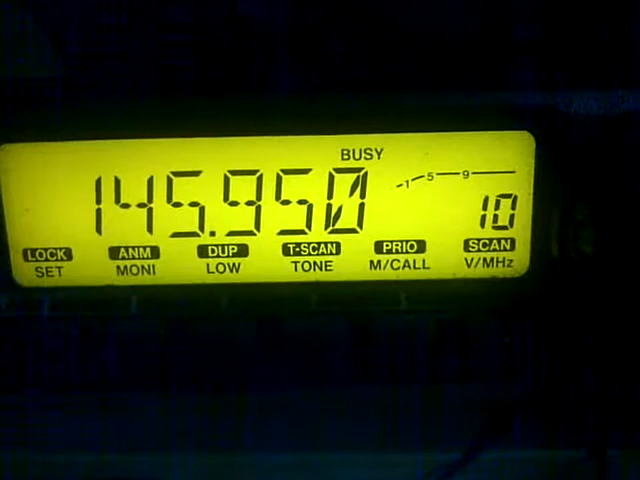 BUSY
145.950
-1 5 9
10
LOCK ANM DUP T-SCAN PRIO SCAN
SET MONI LOW TONE M/CALL V/MHz